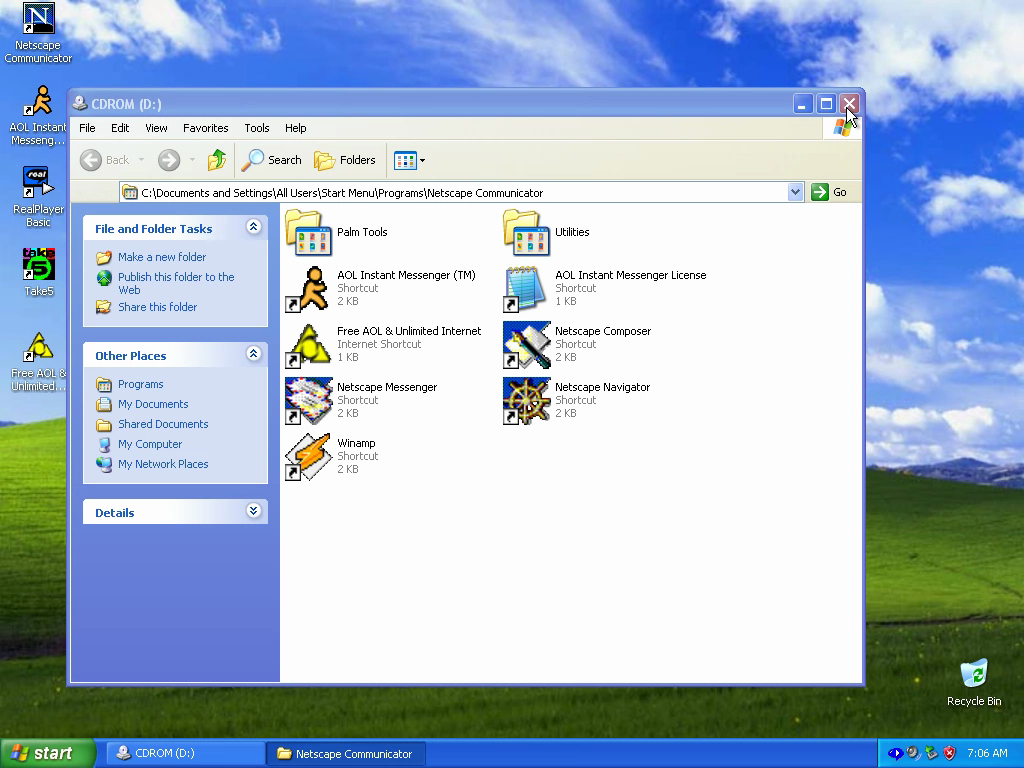 Netscape
Communicator
AOL Instant
Messeng...
real
RealPlayer
Basic
take
5
Take5
Free AOL &
Unlimited...
CDROM (D:)
File Edit View Favorites Tools Help
Back Search Folders
C:\Documents and Settings\All Users\Start Menu\Programs\Netscape Communicator Go
File and Folder Tasks
Make a new folder
Publish this folder to the
Web
Share this folder
Other Places
Programs
My Documents
Shared Documents
My Computer
My Network Places
Details
Palm Tools
Utilities
AOL Instant Messenger (TM)
Shortcut
2 KB
AOL Instant Messenger License
Shortcut
1 KB
Free AOL & Unlimited Internet
Internet Shortcut
1 KB
Netscape Composer
Shortcut
2 KB
Netscape Messenger
Shortcut
2 KB
Netscape Navigator
Shortcut
2 KB
Winamp
Shortcut
2 KB
Recycle Bin
start CDROM (D:) Netscape Communicator 7:06 AM